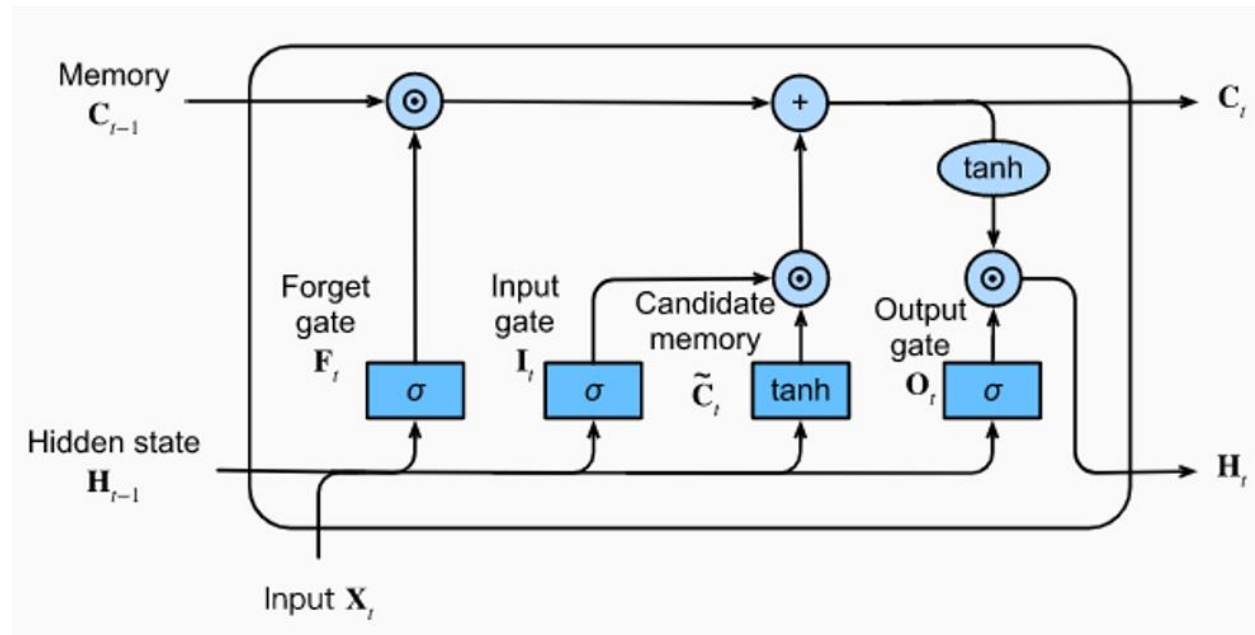 Memory
C_{t-1}
⊙
+
C_t
tanh
Forget
gate
F_t
Input
gate
I_t
Candidate
memory
C̃_t
⊙
Output
gate
O_t
⊙
σ
σ
tanh
σ
Hidden state
H_{t-1}
H_t
Input X_t